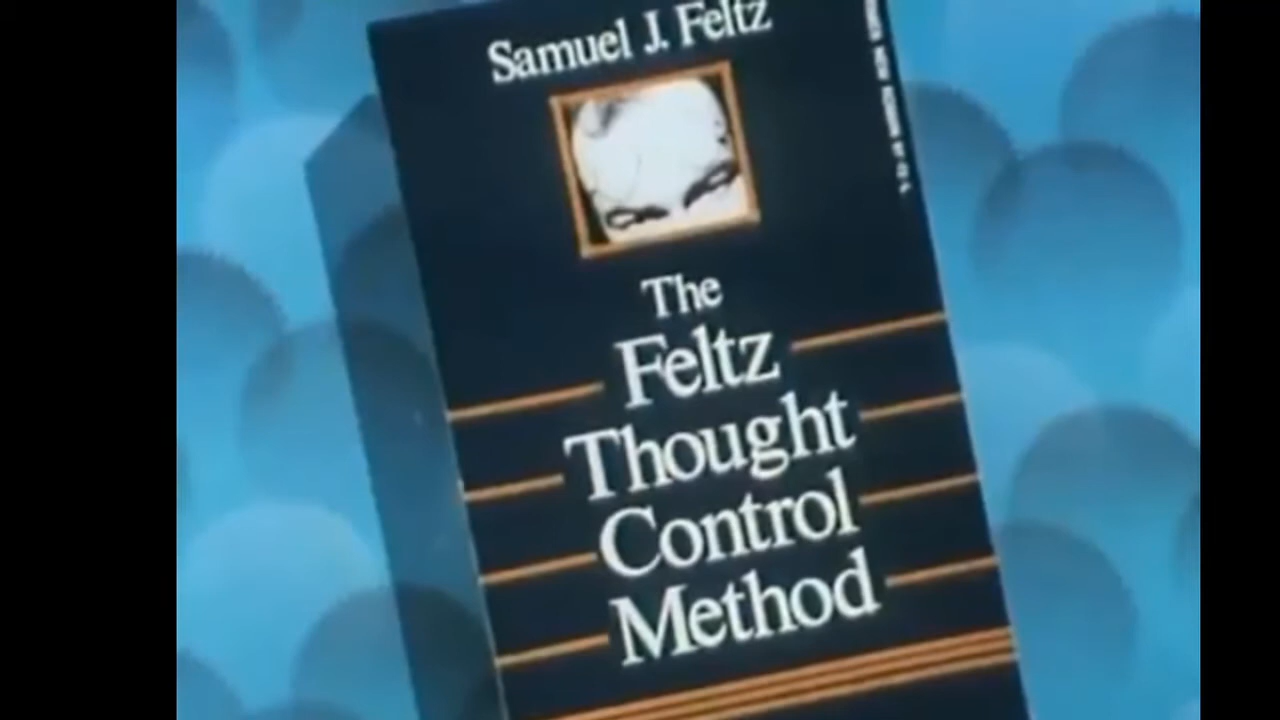 Samuel J. Feltz
The
Feltz
Thought
Control
Method